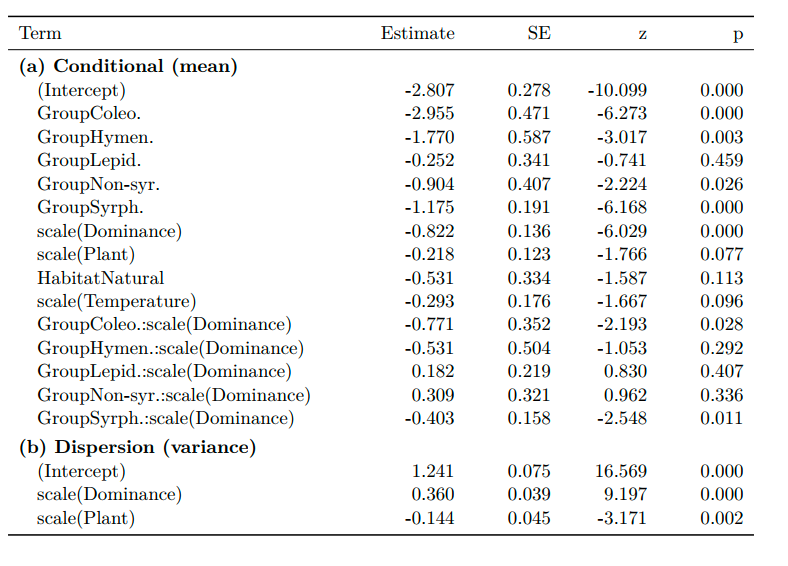 Term Estimate SE z p
(a) Conditional (mean)
(Intercept) -2.807 0.278 -10.099 0.000
GroupColeo. -2.955 0.471 -6.273 0.000
GroupHymen. -1.770 0.587 -3.017 0.003
GroupLepid. -0.252 0.341 -0.741 0.459
GroupNon-syr. -0.904 0.407 -2.224 0.026
GroupSyrph. -1.175 0.191 -6.168 0.000
scale(Dominance) -0.822 0.136 -6.029 0.000
scale(Plant) -0.218 0.123 -1.766 0.077
HabitatNatural -0.531 0.334 -1.587 0.113
scale(Temperature) -0.293 0.176 -1.667 0.096
GroupColeo.:scale(Dominance) -0.771 0.352 -2.193 0.028
GroupHymen.:scale(Dominance) -0.531 0.504 -1.053 0.292
GroupLepid.:scale(Dominance) 0.182 0.219 0.830 0.407
GroupNon-syr.:scale(Dominance) 0.309 0.321 0.962 0.336
GroupSyrph.:scale(Dominance) -0.403 0.158 -2.548 0.011
(b) Dispersion (variance)
(Intercept) 1.241 0.075 16.569 0.000
scale(Dominance) 0.360 0.039 9.197 0.000
scale(Plant) -0.144 0.045 -3.171 0.002